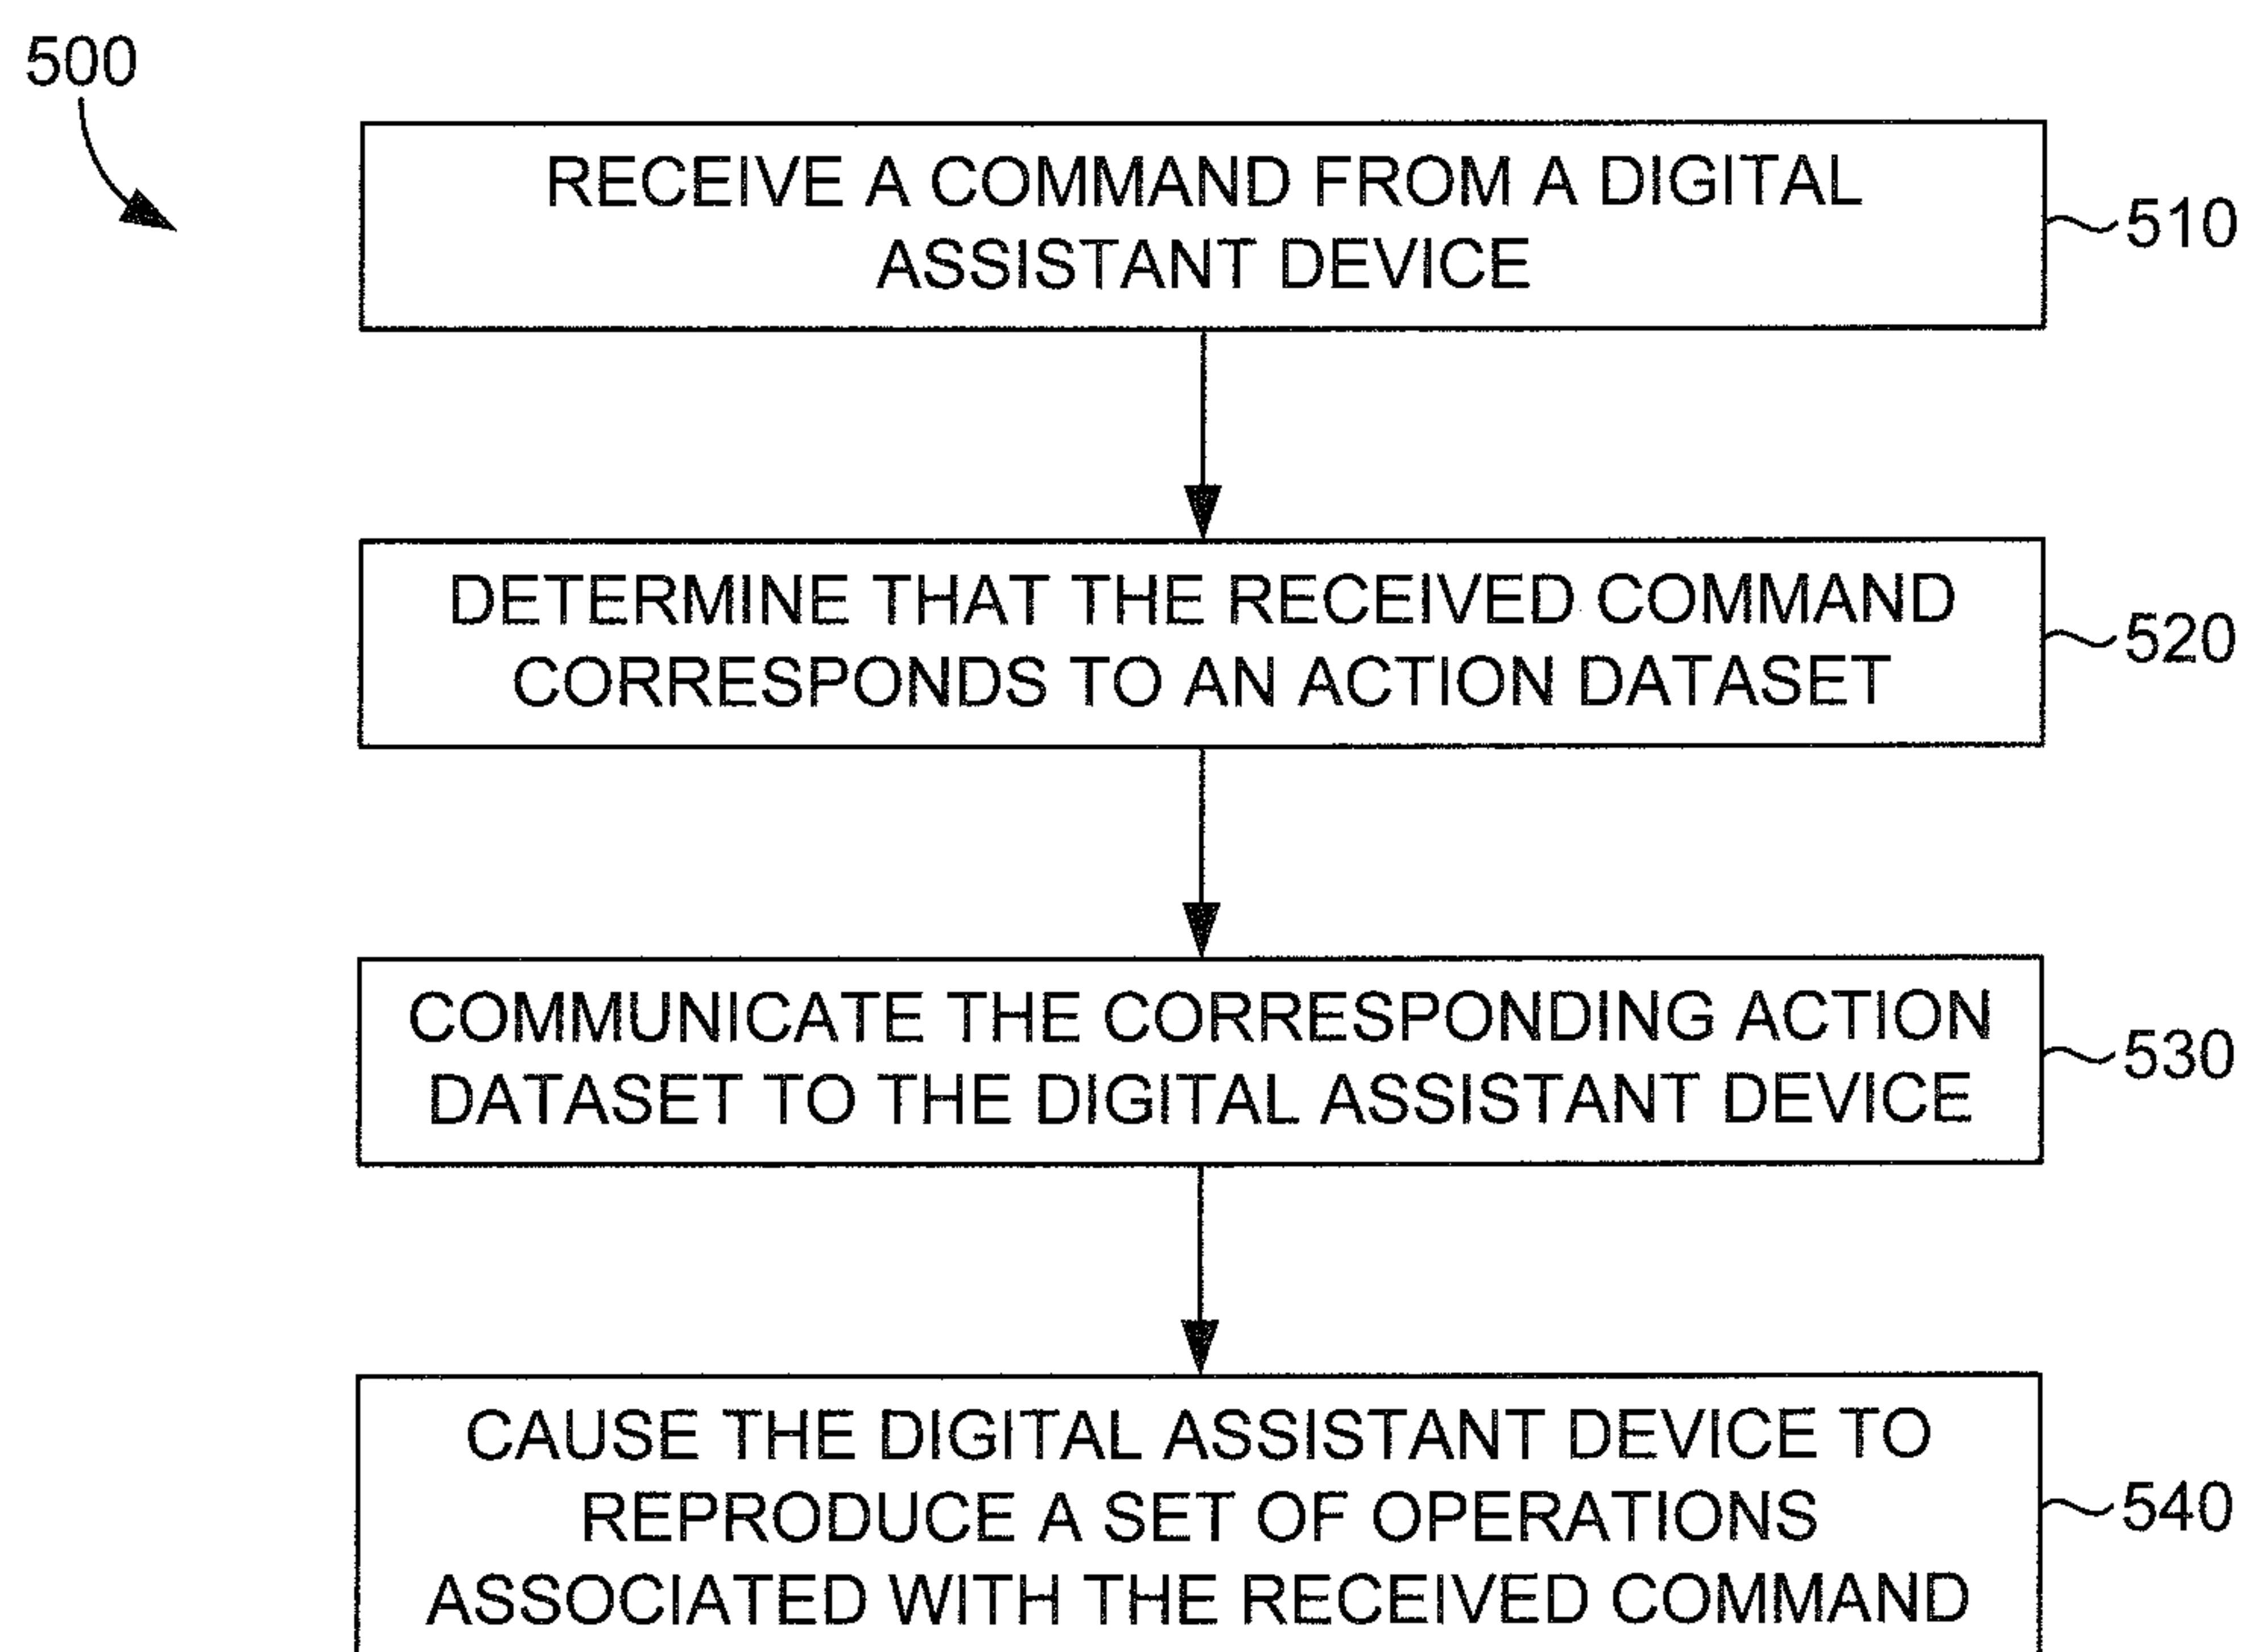 500
RECEIVE A COMMAND FROM A DIGITAL
ASSISTANT DEVICE
510
DETERMINE THAT THE RECEIVED COMMAND
CORRESPONDS TO AN ACTION DATASET
520
COMMUNICATE THE CORRESPONDING ACTION
DATASET TO THE DIGITAL ASSISTANT DEVICE
530
CAUSE THE DIGITAL ASSISTANT DEVICE TO
REPRODUCE A SET OF OPERATIONS
ASSOCIATED WITH THE RECEIVED COMMAND
540